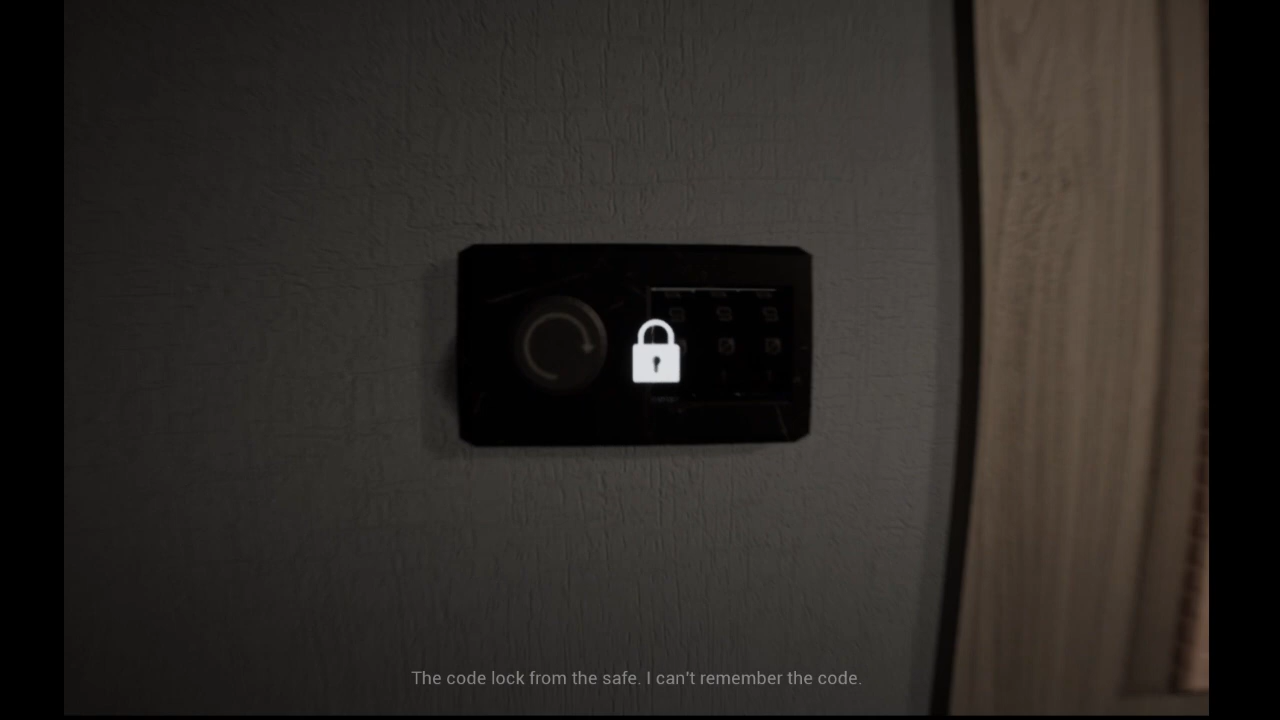 The code lock from the safe. I can't remember the code.